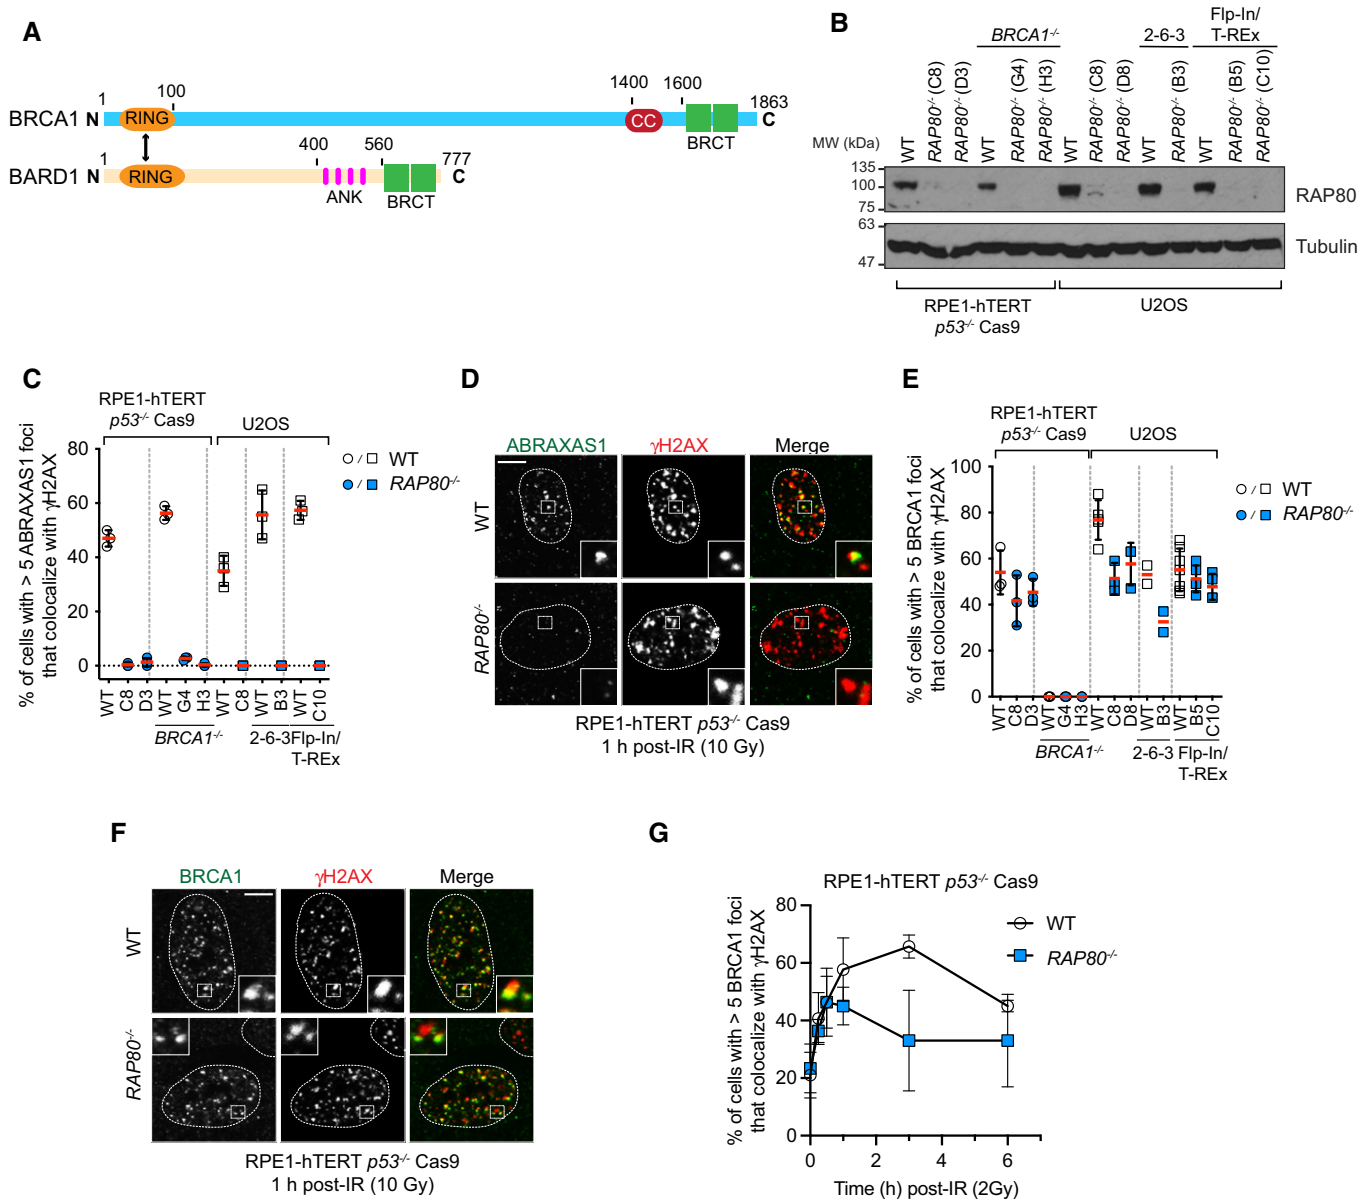 A
BRCA1 N 1 RING 100 1400 CC 1600 BRCT 1863 C
BARD1 N 1 RING 400 ANK 560 BRCT 777 C
B
BRCA1-/- 2-6-3 Flp-In/
T-REx
MW (kDa) WT RAP80-/- (C8) RAP80-/- (D3) WT RAP80-/- (G4) RAP80-/- (H3) WT RAP80-/- (C8) RAP80-/- (D8) WT RAP80-/- (B3) WT RAP80-/- (B5) RAP80-/- (C10)
135
100
75
RAP80
63
47
Tubulin
RPE1-hTERT
p53-/- Cas9
U2OS
C
RPE1-hTERT
p53-/- Cas9
U2OS
% of cells with > 5 ABRAXAS1 foci
that colocalize with γH2AX
80
60
40
20
0
/ WT
/ RAP80-/-
WT C8 D3 WT G4 H3 WT C8 WT B3 WT C10
BRCA1-/- 2-6-3 Flp-In/
T-REx
D
ABRAXAS1 γH2AX Merge
WT
RAP80-/-
RPE1-hTERT p53-/- Cas9
1 h post-IR (10 Gy)
E
RPE1-hTERT
p53-/- Cas9
U2OS
% of cells with > 5 BRCA1 foci
that colocalize with γH2AX
100
80
60
40
20
0
/ WT
/ RAP80-/-
WT C8 D3 WT G4 H3 WT C8 D8 WT B3 WT B5 C10
BRCA1-/- 2-6-3 Flp-In/
T-REx
F
BRCA1 γH2AX Merge
WT
RAP80-/-
RPE1-hTERT p53-/- Cas9
1 h post-IR (10 Gy)
G
RPE1-hTERT p53-/- Cas9
% of cells with > 5 BRCA1 foci
that colocalize with γH2AX
80
60
40
20
0
WT
RAP80-/-
0 2 4 6
Time (h) post-IR (2Gy)